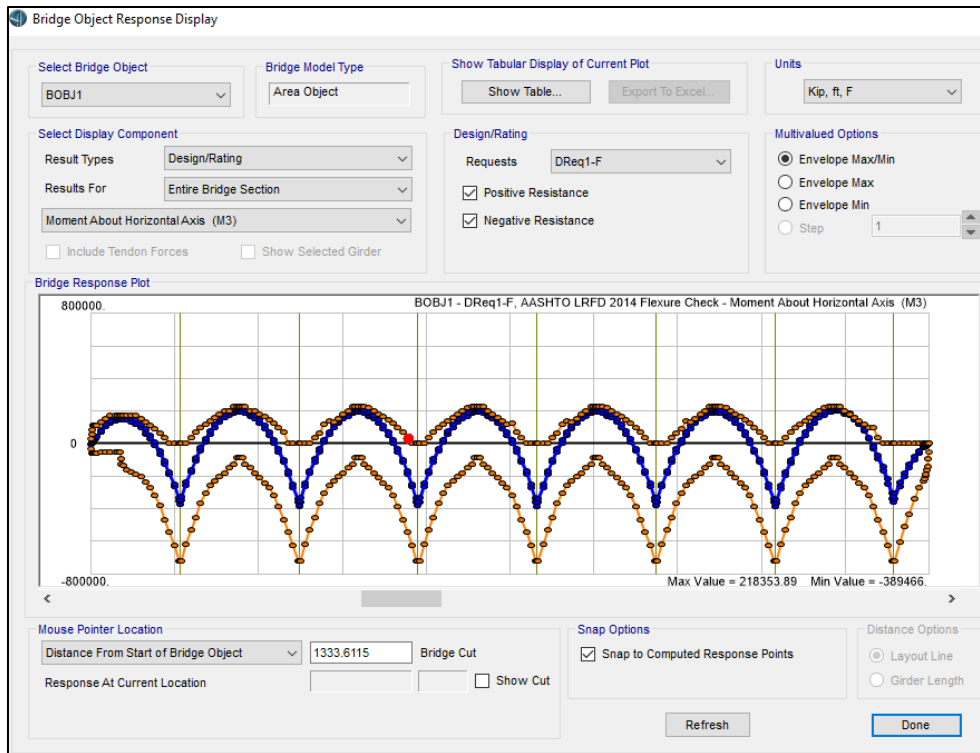 Bridge Object Response Display
Select Bridge Object
BOBJ1
Bridge Model Type
Area Object
Show Tabular Display of Current Plot
Show Table...
Export To Excel...
Units
Kip, ft, F
Select Display Component
Result Types
Design/Rating
Results For
Entire Bridge Section
Moment About Horizontal Axis (M3)
Include Tendon Forces
Show Selected Girder
Design/Rating
Requests
DReq1-F
Positive Resistance
Negative Resistance
Multivalued Options
Envelope Max/Min
Envelope Max
Envelope Min
Step
1
Bridge Response Plot
800000.
BOBJ1 - DReq1-F, AASHTO LRFD 2014 Flexure Check - Moment About Horizontal Axis (M3)
0
-800000.
Max Value = 218353.89 Min Value = -389466.
Mouse Pointer Location
Distance From Start of Bridge Object
1333.6115
Bridge Cut
Response At Current Location
Show Cut
Snap Options
Snap to Computed Response Points
Distance Options
Layout Line
Girder Length
Refresh
Done